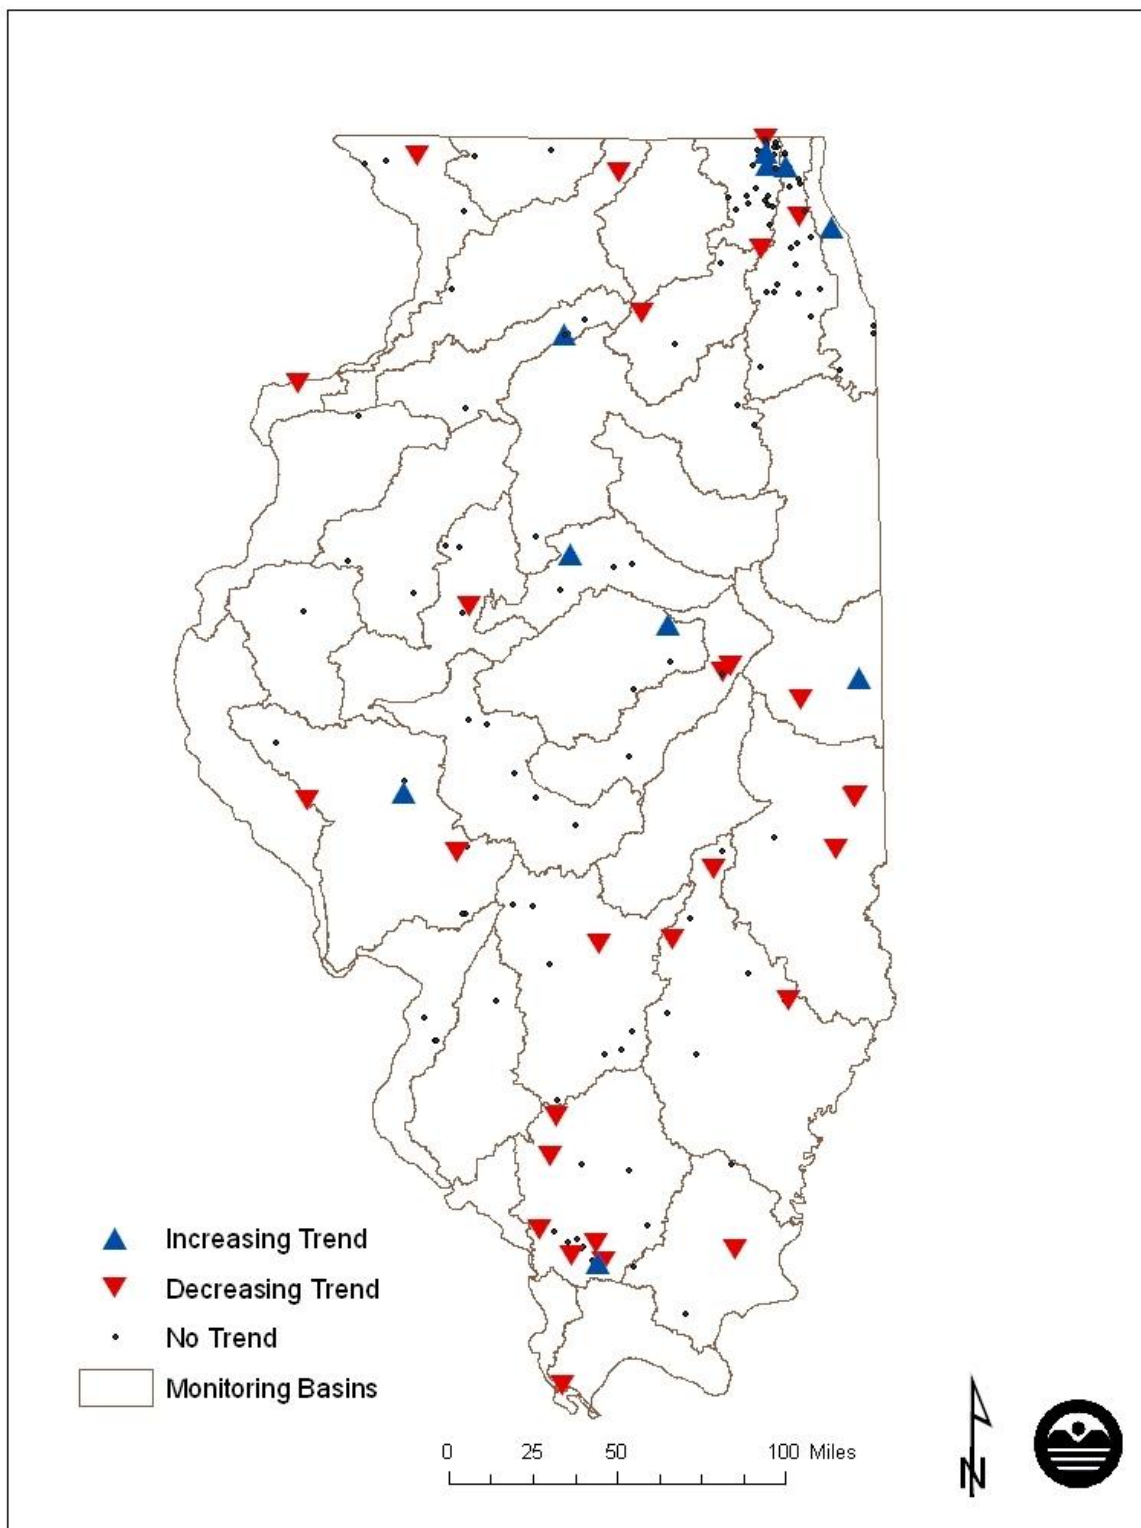 Increasing Trend
Decreasing Trend
No Trend
Monitoring Basins
0 25 50 100 Miles
N